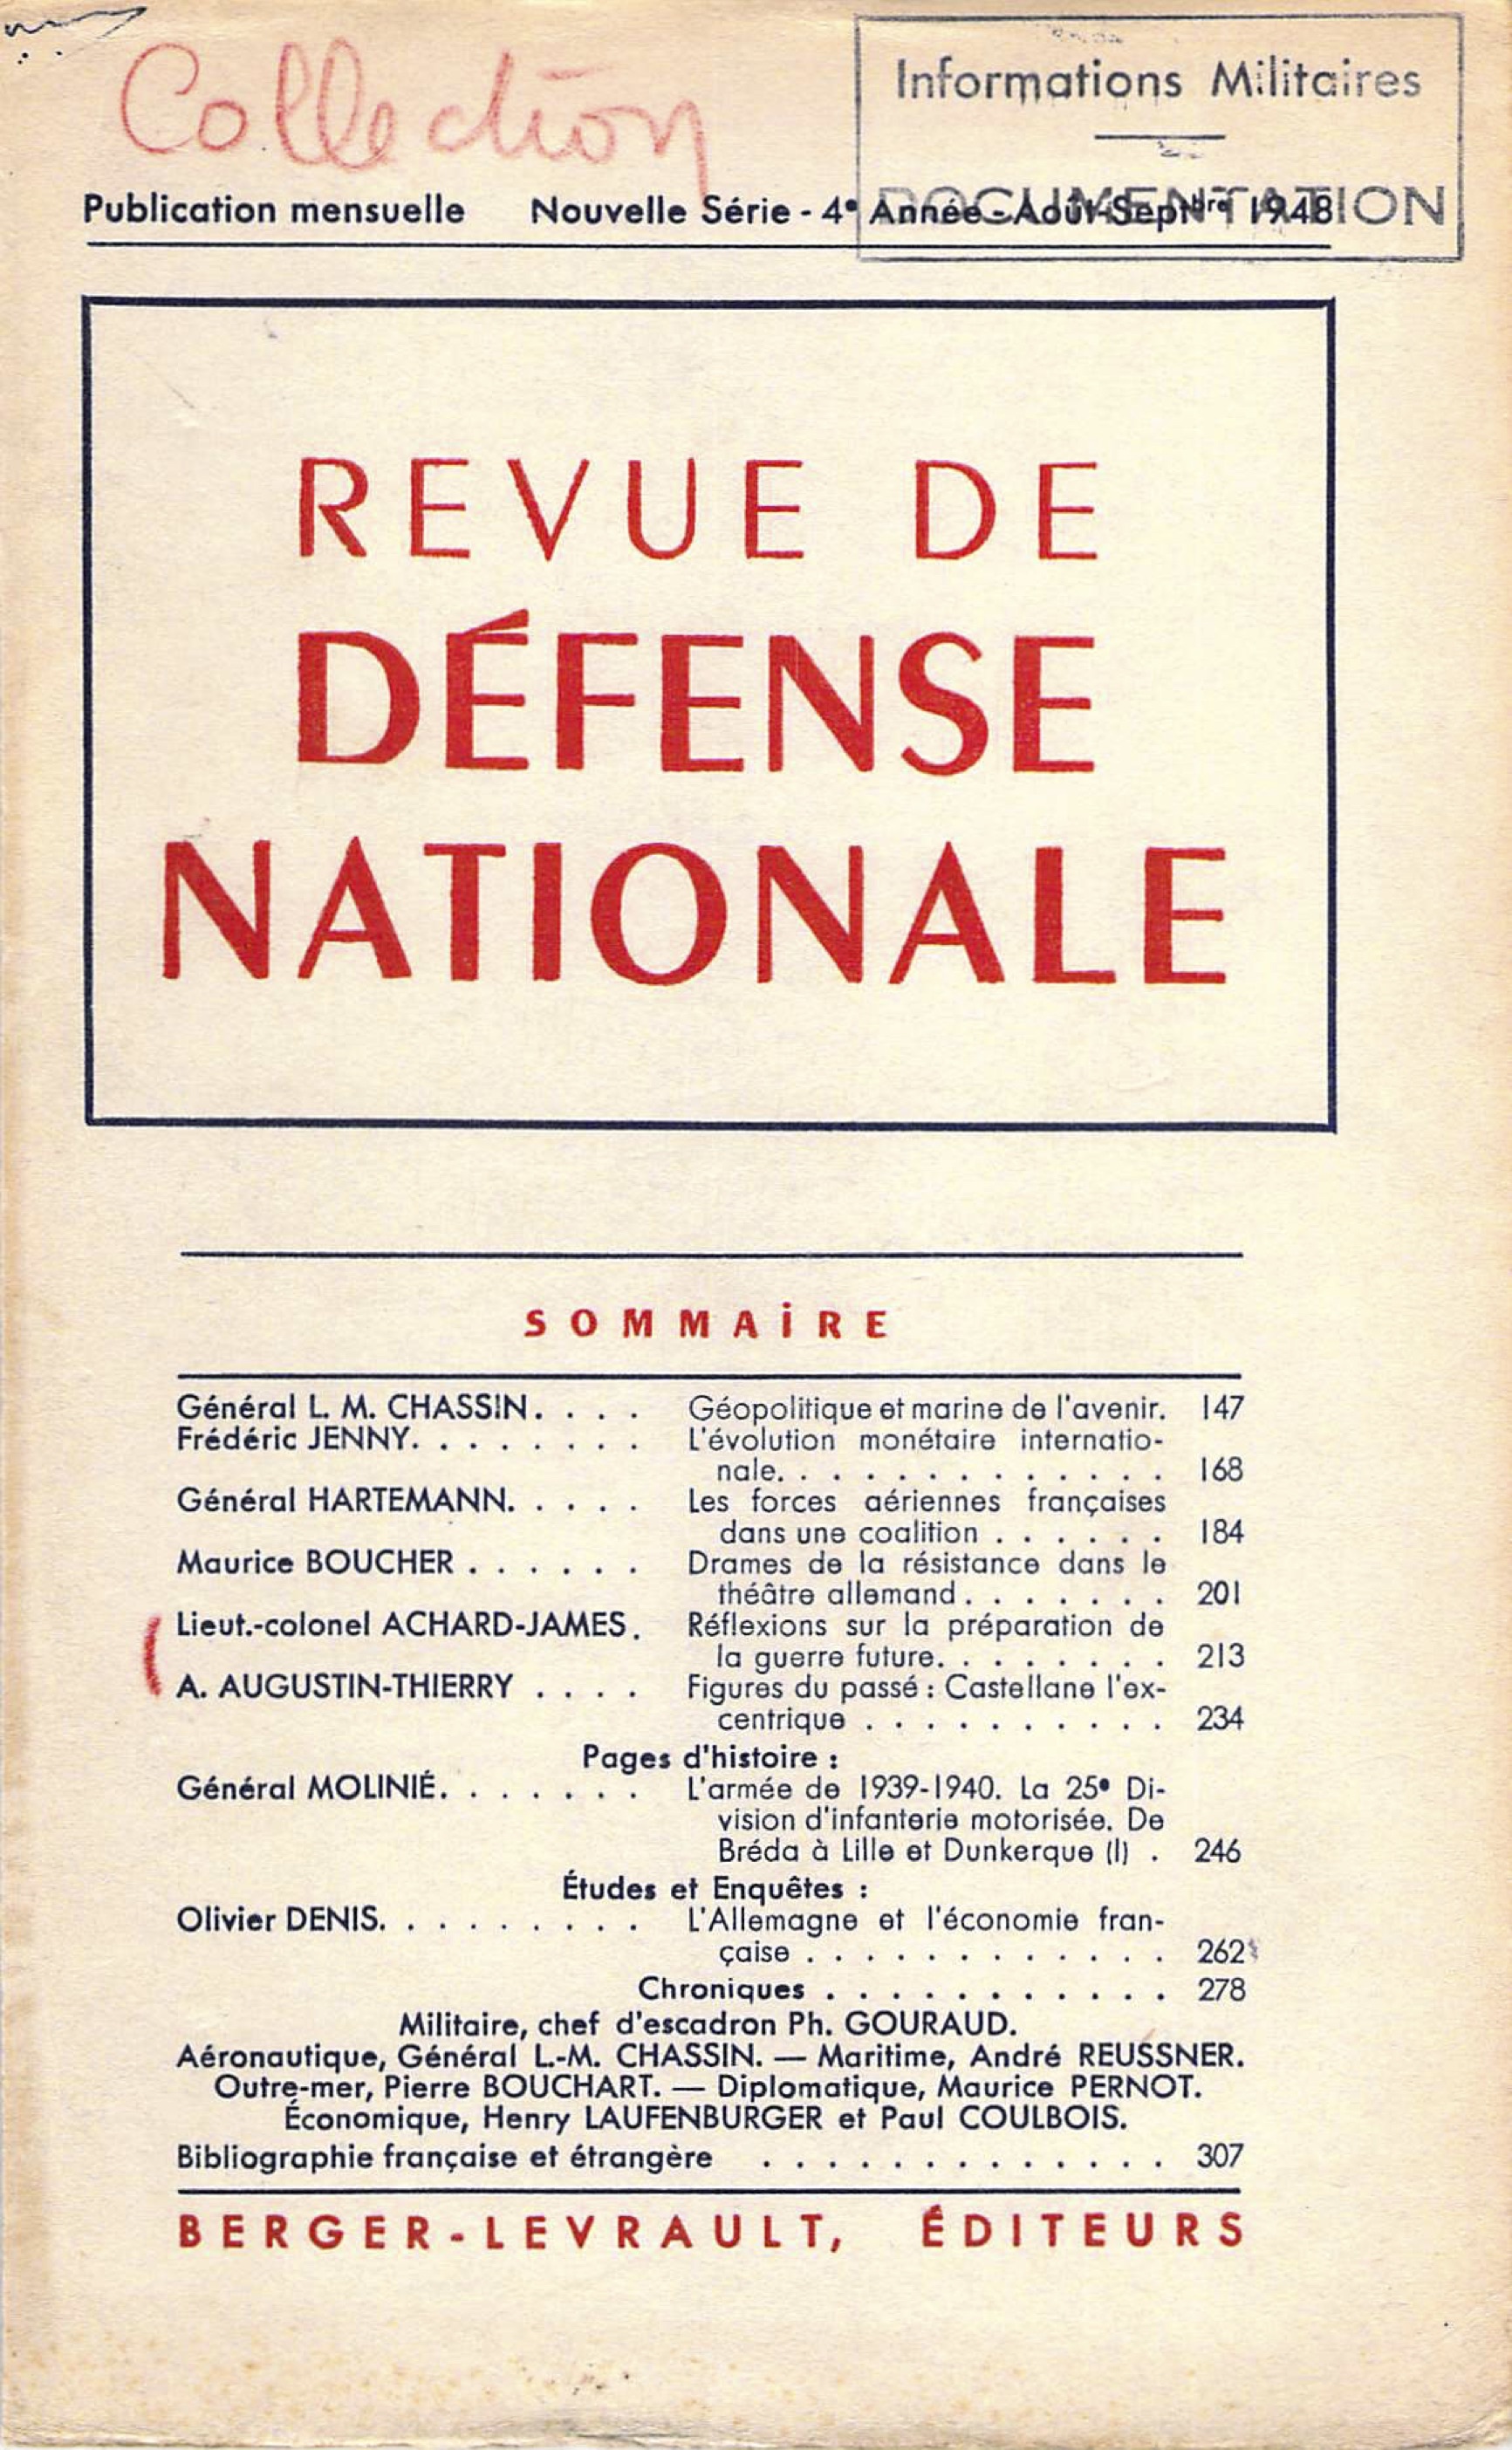 Collection
Informations Militaires
DOCUMENTATION
Publication mensuelle Nouvelle Série - 4e Année - Août-Septbre 1948
REVUE DE
DÉFENSE
NATIONALE
SOMMAiRE
Général L. M. CHASSIN. . . . Géopolitique et marine de l'avenir. 147
Frédéric JENNY. . . . . . . . L'évolution monétaire internatio-
nale. . . . . . . . . . . . . . 168
Général HARTEMANN. . . . . Les forces aériennes françaises
dans une coalition . . . . . . 184
Maurice BOUCHER . . . . . . Drames de la résistance dans le
théâtre allemand . . . . . . . 201
Lieut.-colonel ACHARD-JAMES. Réflexions sur la préparation de
la guerre future. . . . . . . . 213
A. AUGUSTIN-THIERRY . . . . Figures du passé : Castellane l'ex-
centrique . . . . . . . . . . 234
Pages d'histoire :
Général MOLINIÉ. . . . . . . L'armée de 1939-1940. La 25e Di-
vision d'infanterie motorisée. De
Bréda à Lille et Dunkerque (I) . 246
Études et Enquêtes :
Olivier DENIS. . . . . . . . . L'Allemagne et l'économie fran-
çaise . . . . . . . . . . . . 262
Chroniques . . . . . . . . . . . 278
Militaire, chef d'escadron Ph. GOURAUD.
Aéronautique, Général L.-M. CHASSIN. — Maritime, André REUSSNER.
Outre-mer, Pierre BOUCHART. — Diplomatique, Maurice PERNOT.
Économique, Henry LAUFENBURGER et Paul COULBOIS.
Bibliographie française et étrangère . . . . . . . . . . . . . 307
BERGER-LEVRAULT, ÉDITEURS